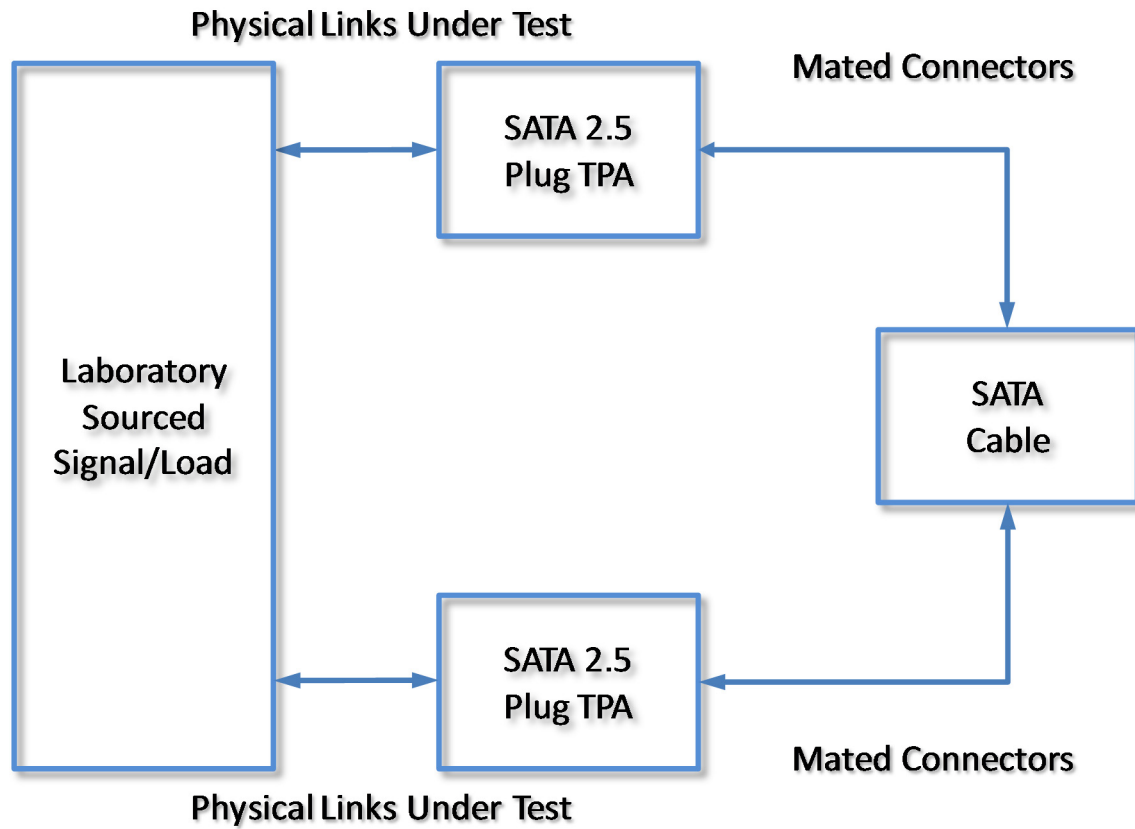 Physical Links Under Test
Mated Connectors
SATA 2.5
Plug TPA
Laboratory
Sourced
Signal/Load
SATA
Cable
SATA 2.5
Plug TPA
Mated Connectors
Physical Links Under Test